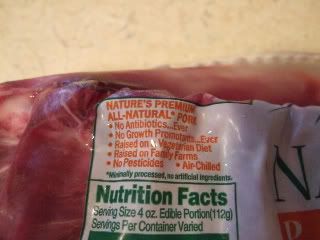 NATURE'S PREMIUM
ALL-NATURAL* PORK
• No Antibiotics...Ever
• No Growth Promotants...Ever
• Raised on a Vegetarian Diet
• Raised on Family Farms
• No Pesticides • Air-Chilled
*Minimally processed, no artificial ingredients.
Nutrition Facts
Serving Size 4 oz. Edible Portion (112g)
Servings Per Container Varied
NA